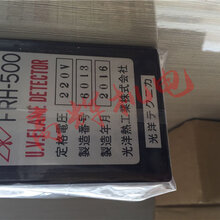 FRH-500
U.V.FLAME DETECTOR
定格電圧 220V
製造番号 6013
製造年月 2016
光洋熱工業株式会社
光洋テクニカ